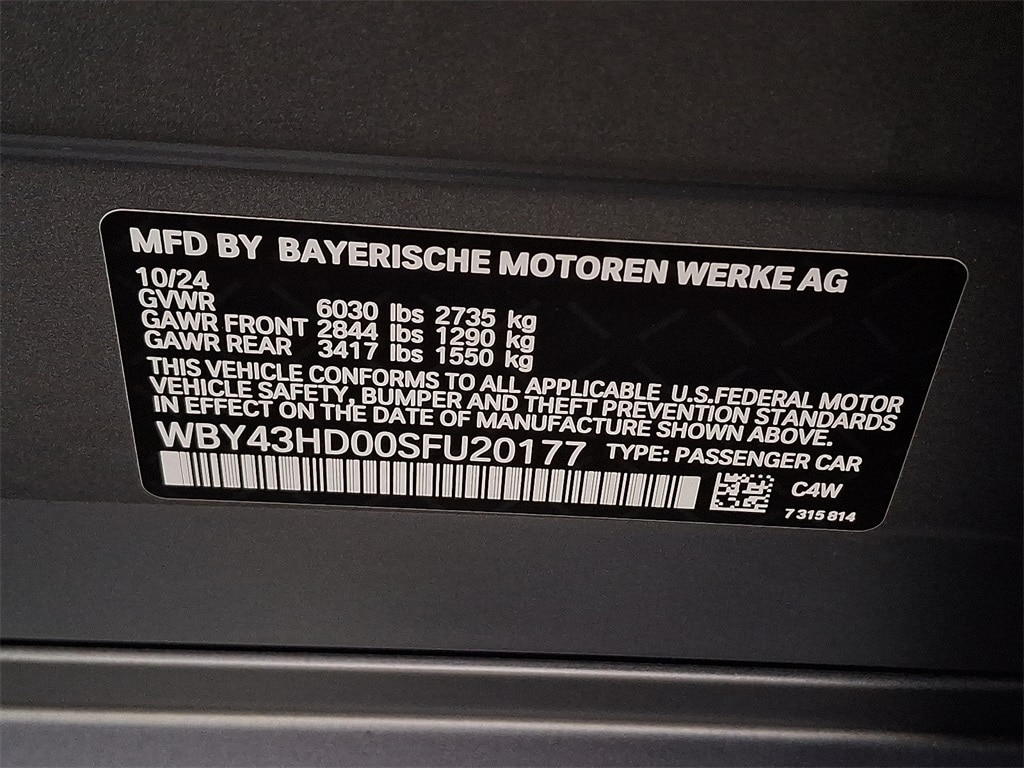 MFD BY BAYERISCHE MOTOREN WERKE AG
10/24
GVWR 6030 lbs 2735 kg
GAWR FRONT 2844 lbs 1290 kg
GAWR REAR 3417 lbs 1550 kg
THIS VEHICLE CONFORMS TO ALL APPLICABLE U.S.FEDERAL MOTOR
VEHICLE SAFETY, BUMPER AND THEFT PREVENTION STANDARDS
IN EFFECT ON THE DATE OF MANUFACTURE SHOWN ABOVE.
WBY43HD00SFU20177 TYPE: PASSENGER CAR
C4W
7 315 814